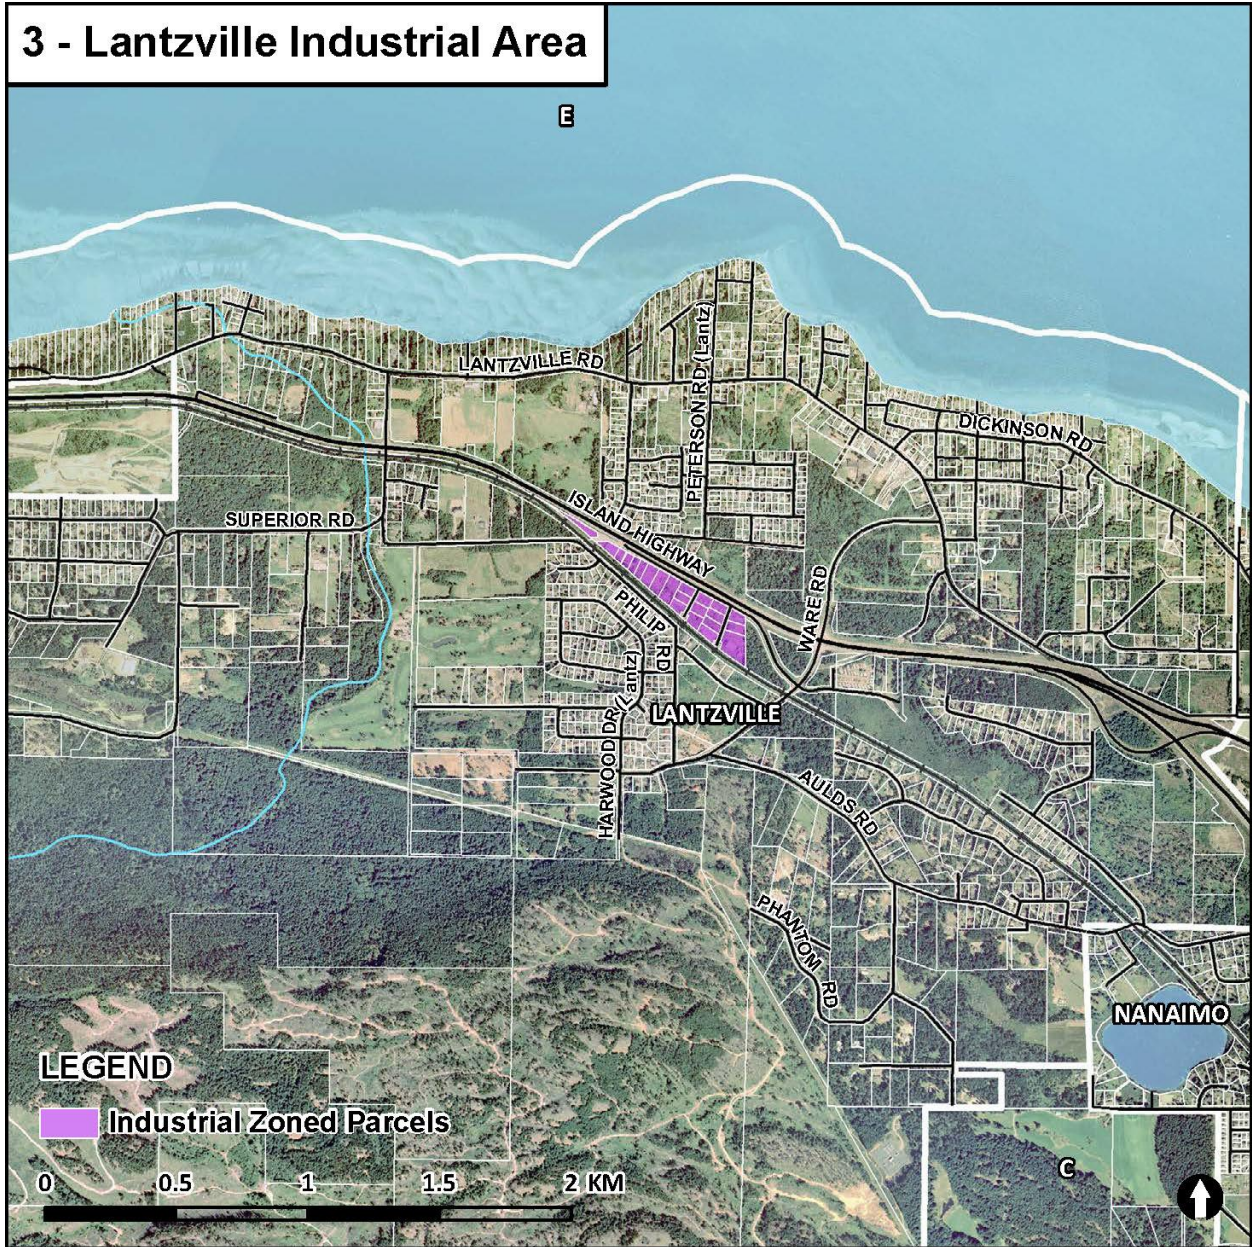 3 - Lantzville Industrial Area
E
LANTZVILLE RD
PETERSON RD (Lantz)
DICKINSON RD
ISLAND HIGHWAY
SUPERIOR RD
WARE RD
PHILIP RD
HARWOOD DR (Lantz)
LANTZVILLE
AULDS RD
PHANTOM RD
NANAIMO
LEGEND
Industrial Zoned Parcels
C
0 0.5 1 1.5 2 KM